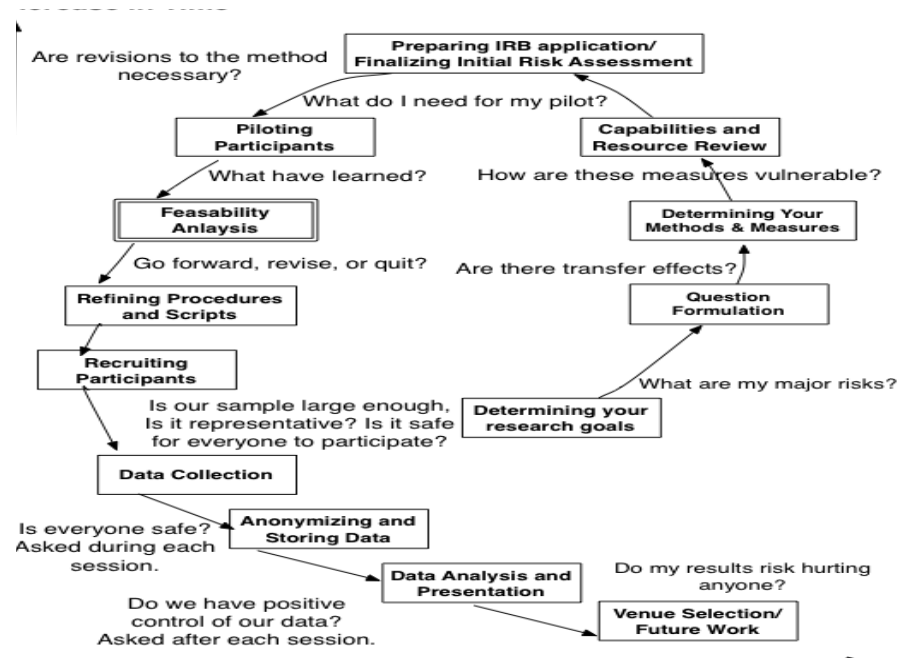 Preparing IRB application/
Finalizing Initial Risk Assessment
Are revisions to the method
necessary?
What do I need for my pilot?
Piloting
Participants
Capabilities and
Resource Review
What have learned?
How are these measures vulnerable?
Feasability
Anlaysis
Determining Your
Methods & Measures
Go forward, revise, or quit?
Are there transfer effects?
Refining Procedures
and Scripts
Question
Formulation
Recruiting
Participants
What are my major risks?
Is our sample large enough,
Is it representative? Is it safe
for everyone to participate?
Determining your
research goals
Data Collection
Anonymizing and
Storing Data
Is everyone safe?
Asked during each
session.
Data Analysis and
Presentation
Do my results risk hurting
anyone?
Do we have positive
control of our data?
Asked after each session.
Venue Selection/
Future Work